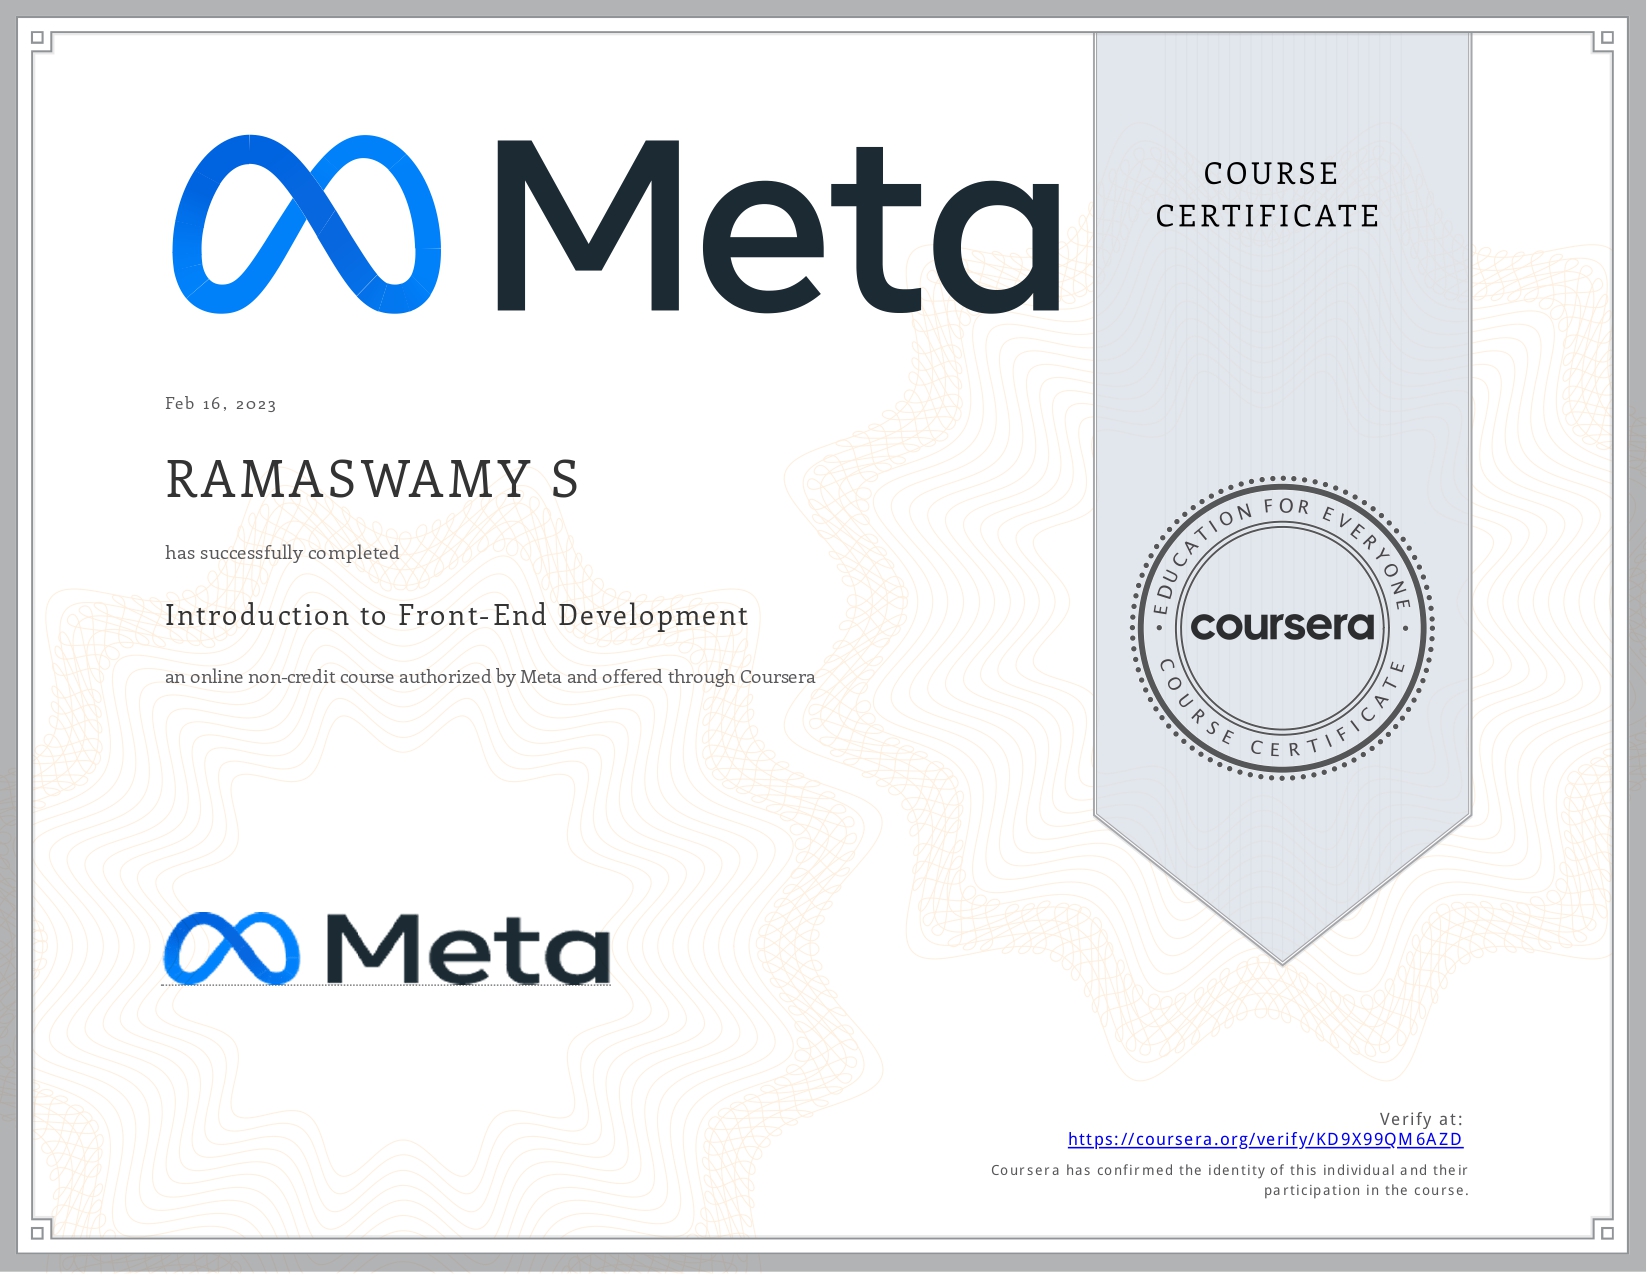 Meta
COURSE
CERTIFICATE
Feb 16, 2023
RAMASWAMY S
has successfully completed
Introduction to Front-End Development
an online non-credit course authorized by Meta and offered through Coursera
EDUCATION FOR EVERYONE
coursera
COURSE CERTIFICATE
Meta
Verify at:
https://coursera.org/verify/KD9X99QM6AZD
Coursera has confirmed the identity of this individual and their
participation in the course.